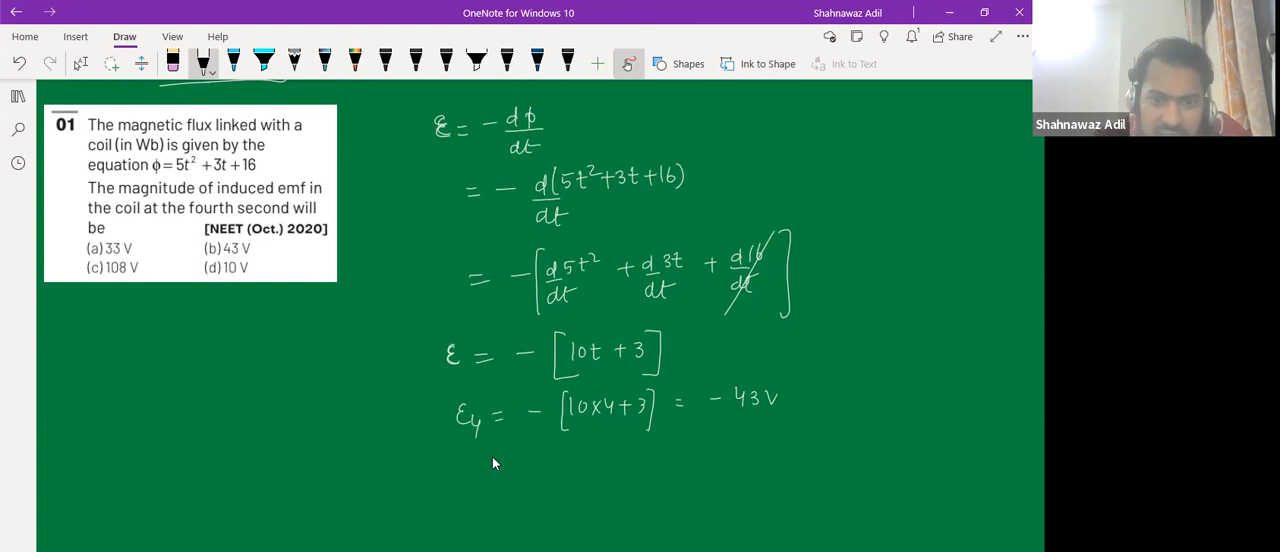 OneNote for Windows 10
Shahnawaz Adil
Home Insert Draw View Help
Share
Shapes Ink to Shape Ink to Text
Shahnawaz Adil
01 The magnetic flux linked with a
coil (in Wb) is given by the
equation ϕ = 5t² + 3t + 16
The magnitude of induced emf in
the coil at the fourth second will
be [NEET (Oct.) 2020]
(a) 33 V (b) 43 V
(c) 108 V (d) 10 V
ε = - dϕ/dt
= - d(5t²+3t+16)/dt
= - [d5t²/dt + d3t/dt + d16/dt]
ε = - [10t + 3]
ε₄ = - [10×4+3] = - 43V